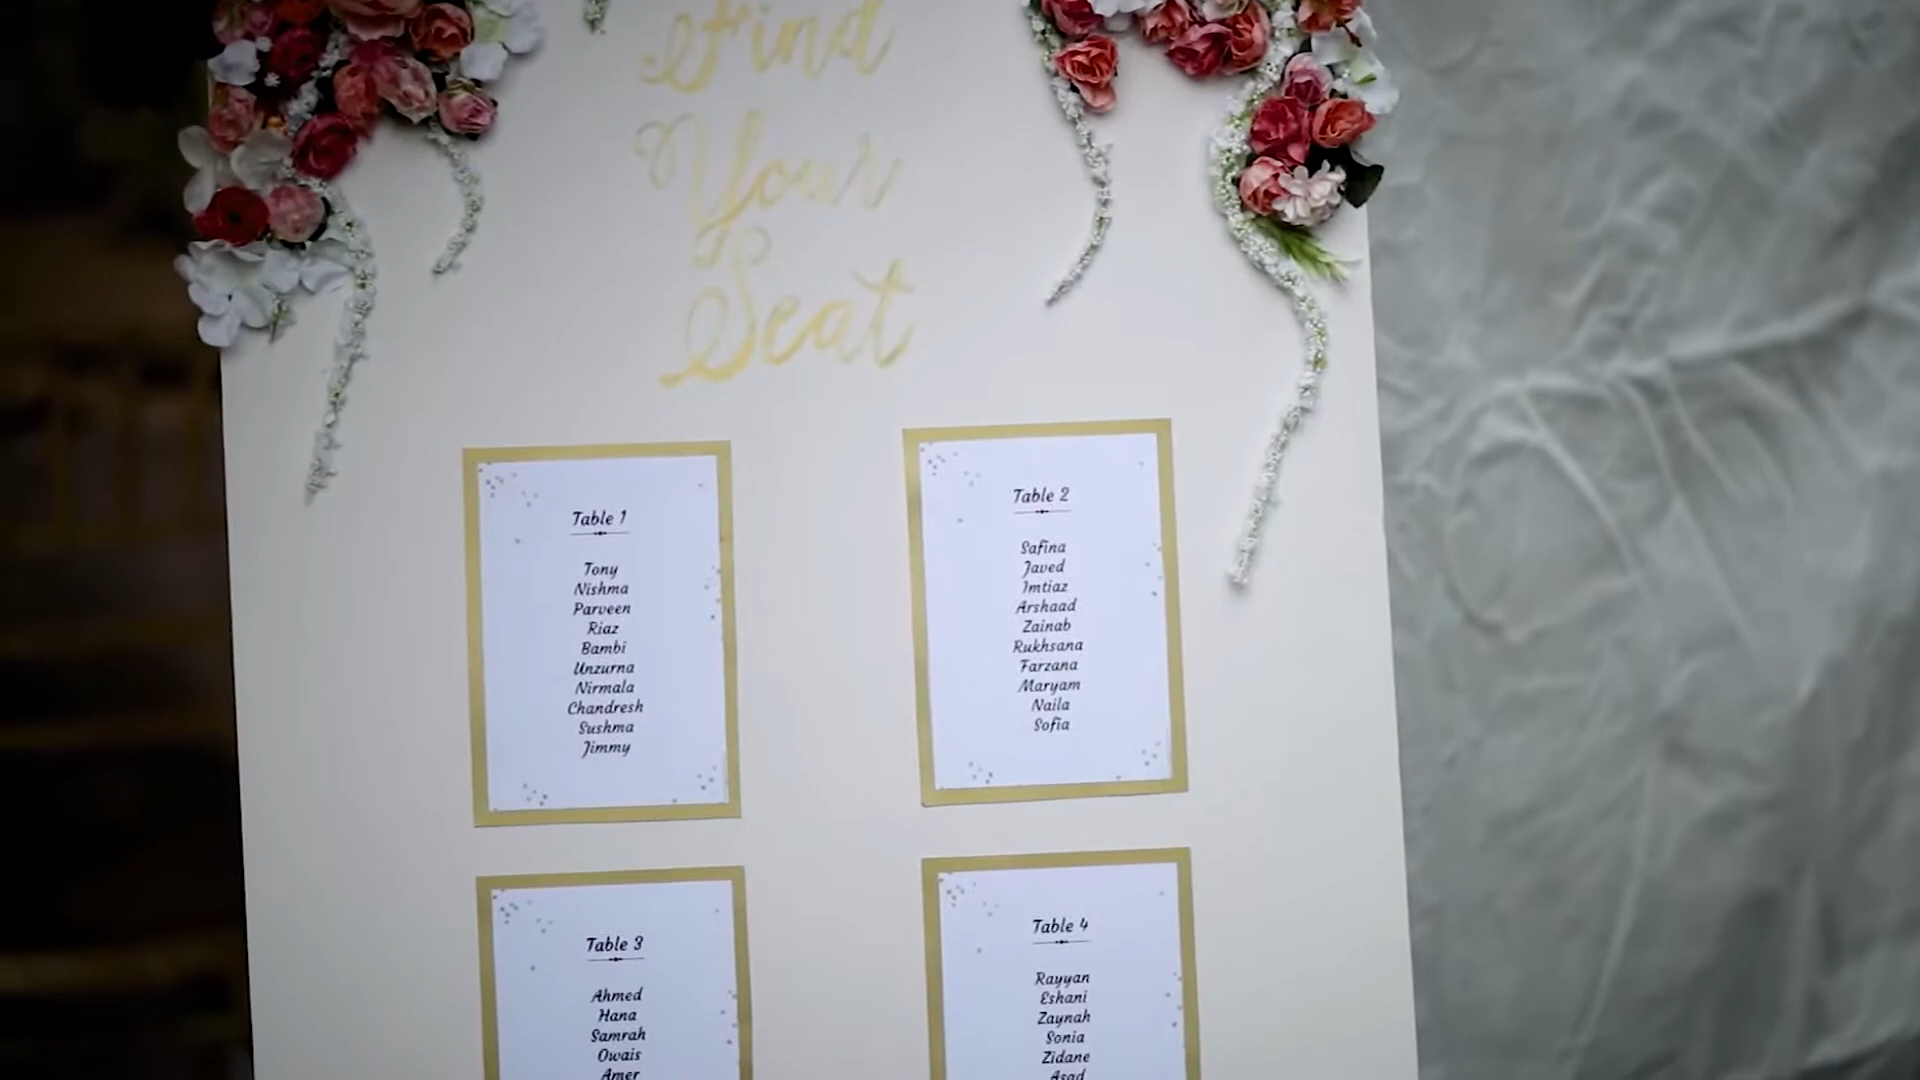 Find
Your
Seat
Table 1
Tony
Nishma
Parveen
Riaz
Bambi
Unzurna
Nirmala
Chandresh
Sushma
Jimmy
Table 2
Safina
Javed
Imtiaz
Arshaad
Zainab
Rukhsana
Farzana
Maryam
Naila
Sofia
Table 3
Ahmed
Hana
Samrah
Owais
Amer
Table 4
Rayyan
Eshani
Zaynah
Sonia
Zidane
Asad